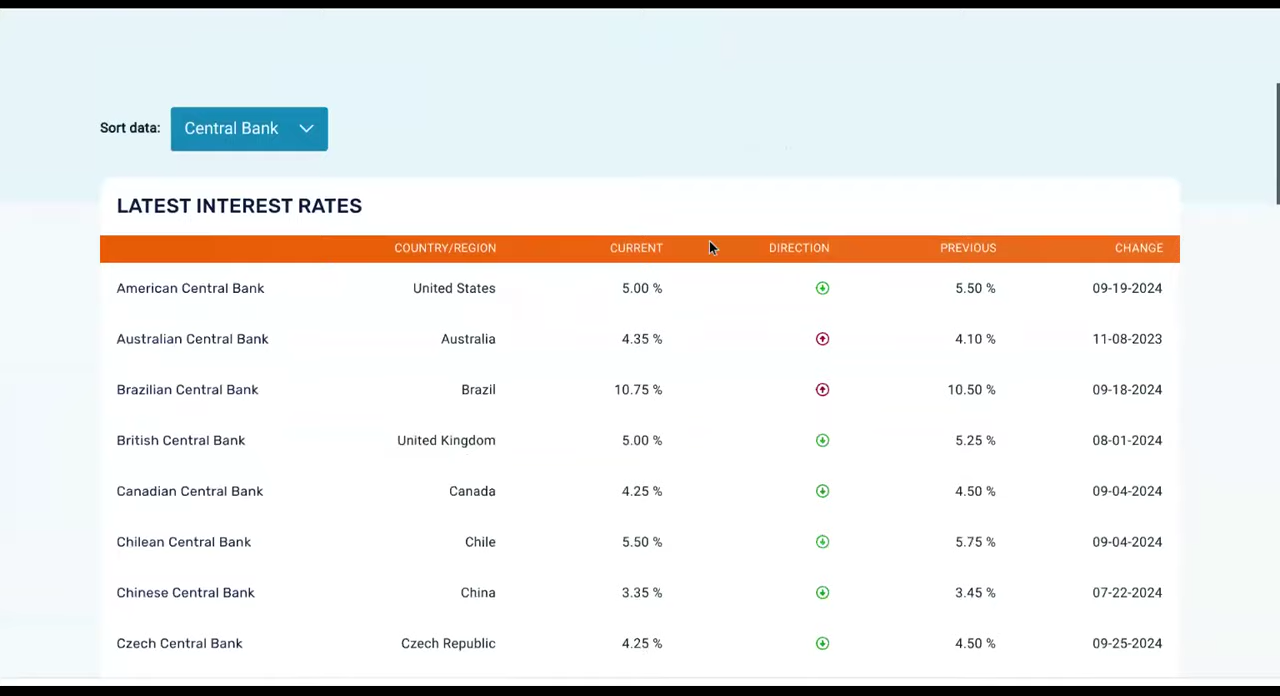 Sort data: Central Bank
LATEST INTEREST RATES
COUNTRY/REGION CURRENT DIRECTION PREVIOUS CHANGE
American Central Bank United States 5.00 % 5.50 % 09-19-2024
Australian Central Bank Australia 4.35 % 4.10 % 11-08-2023
Brazilian Central Bank Brazil 10.75 % 10.50 % 09-18-2024
British Central Bank United Kingdom 5.00 % 5.25 % 08-01-2024
Canadian Central Bank Canada 4.25 % 4.50 % 09-04-2024
Chilean Central Bank Chile 5.50 % 5.75 % 09-04-2024
Chinese Central Bank China 3.35 % 3.45 % 07-22-2024
Czech Central Bank Czech Republic 4.25 % 4.50 % 09-25-2024